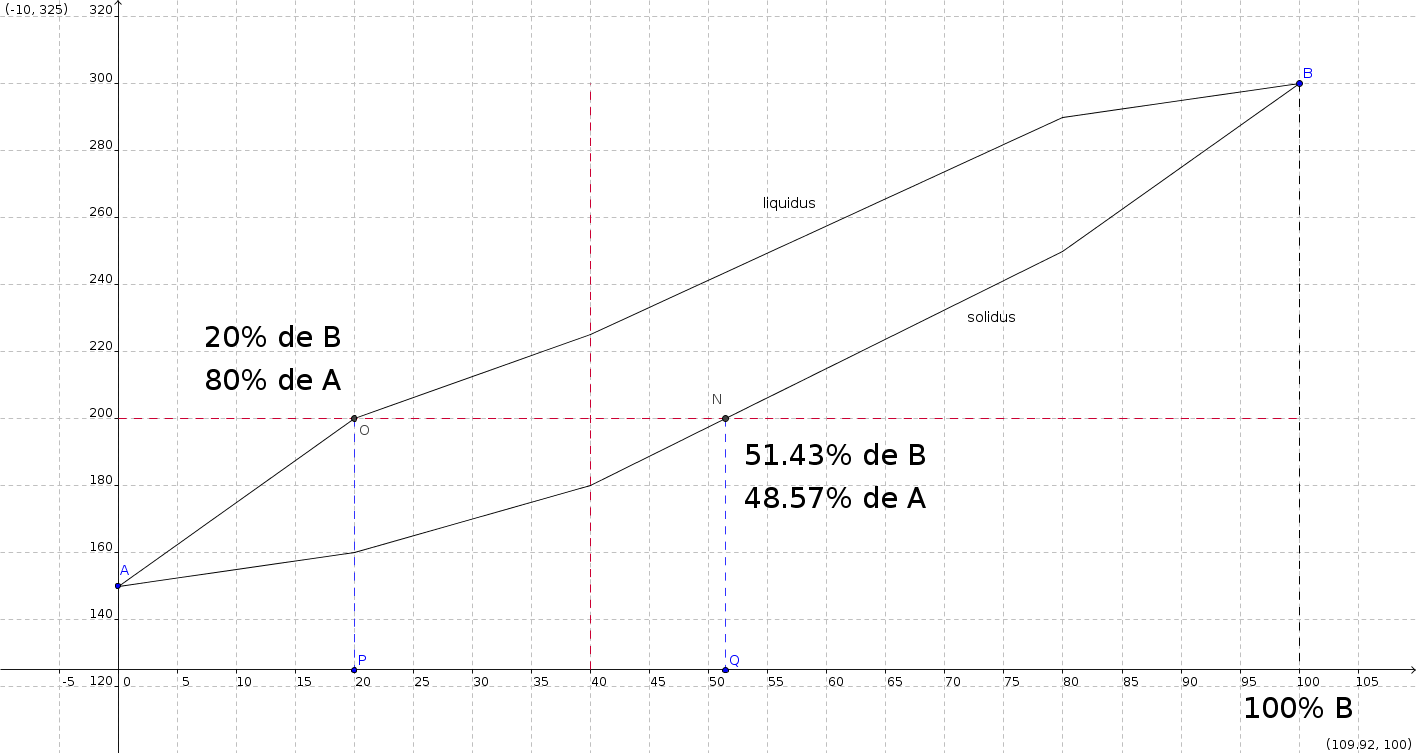 (-10, 325)
320
300
B
280
260
liquidus
240
solidus
20% de B
220
80% de A
N
200
O
51.43% de B
180
48.57% de A
160
A
140
P
Q
-5 0 5 10 15 20 25 30 35 40 45 50 55 60 65 70 75 80 85 90 95 100 105
120
100% B
(109.92, 100)